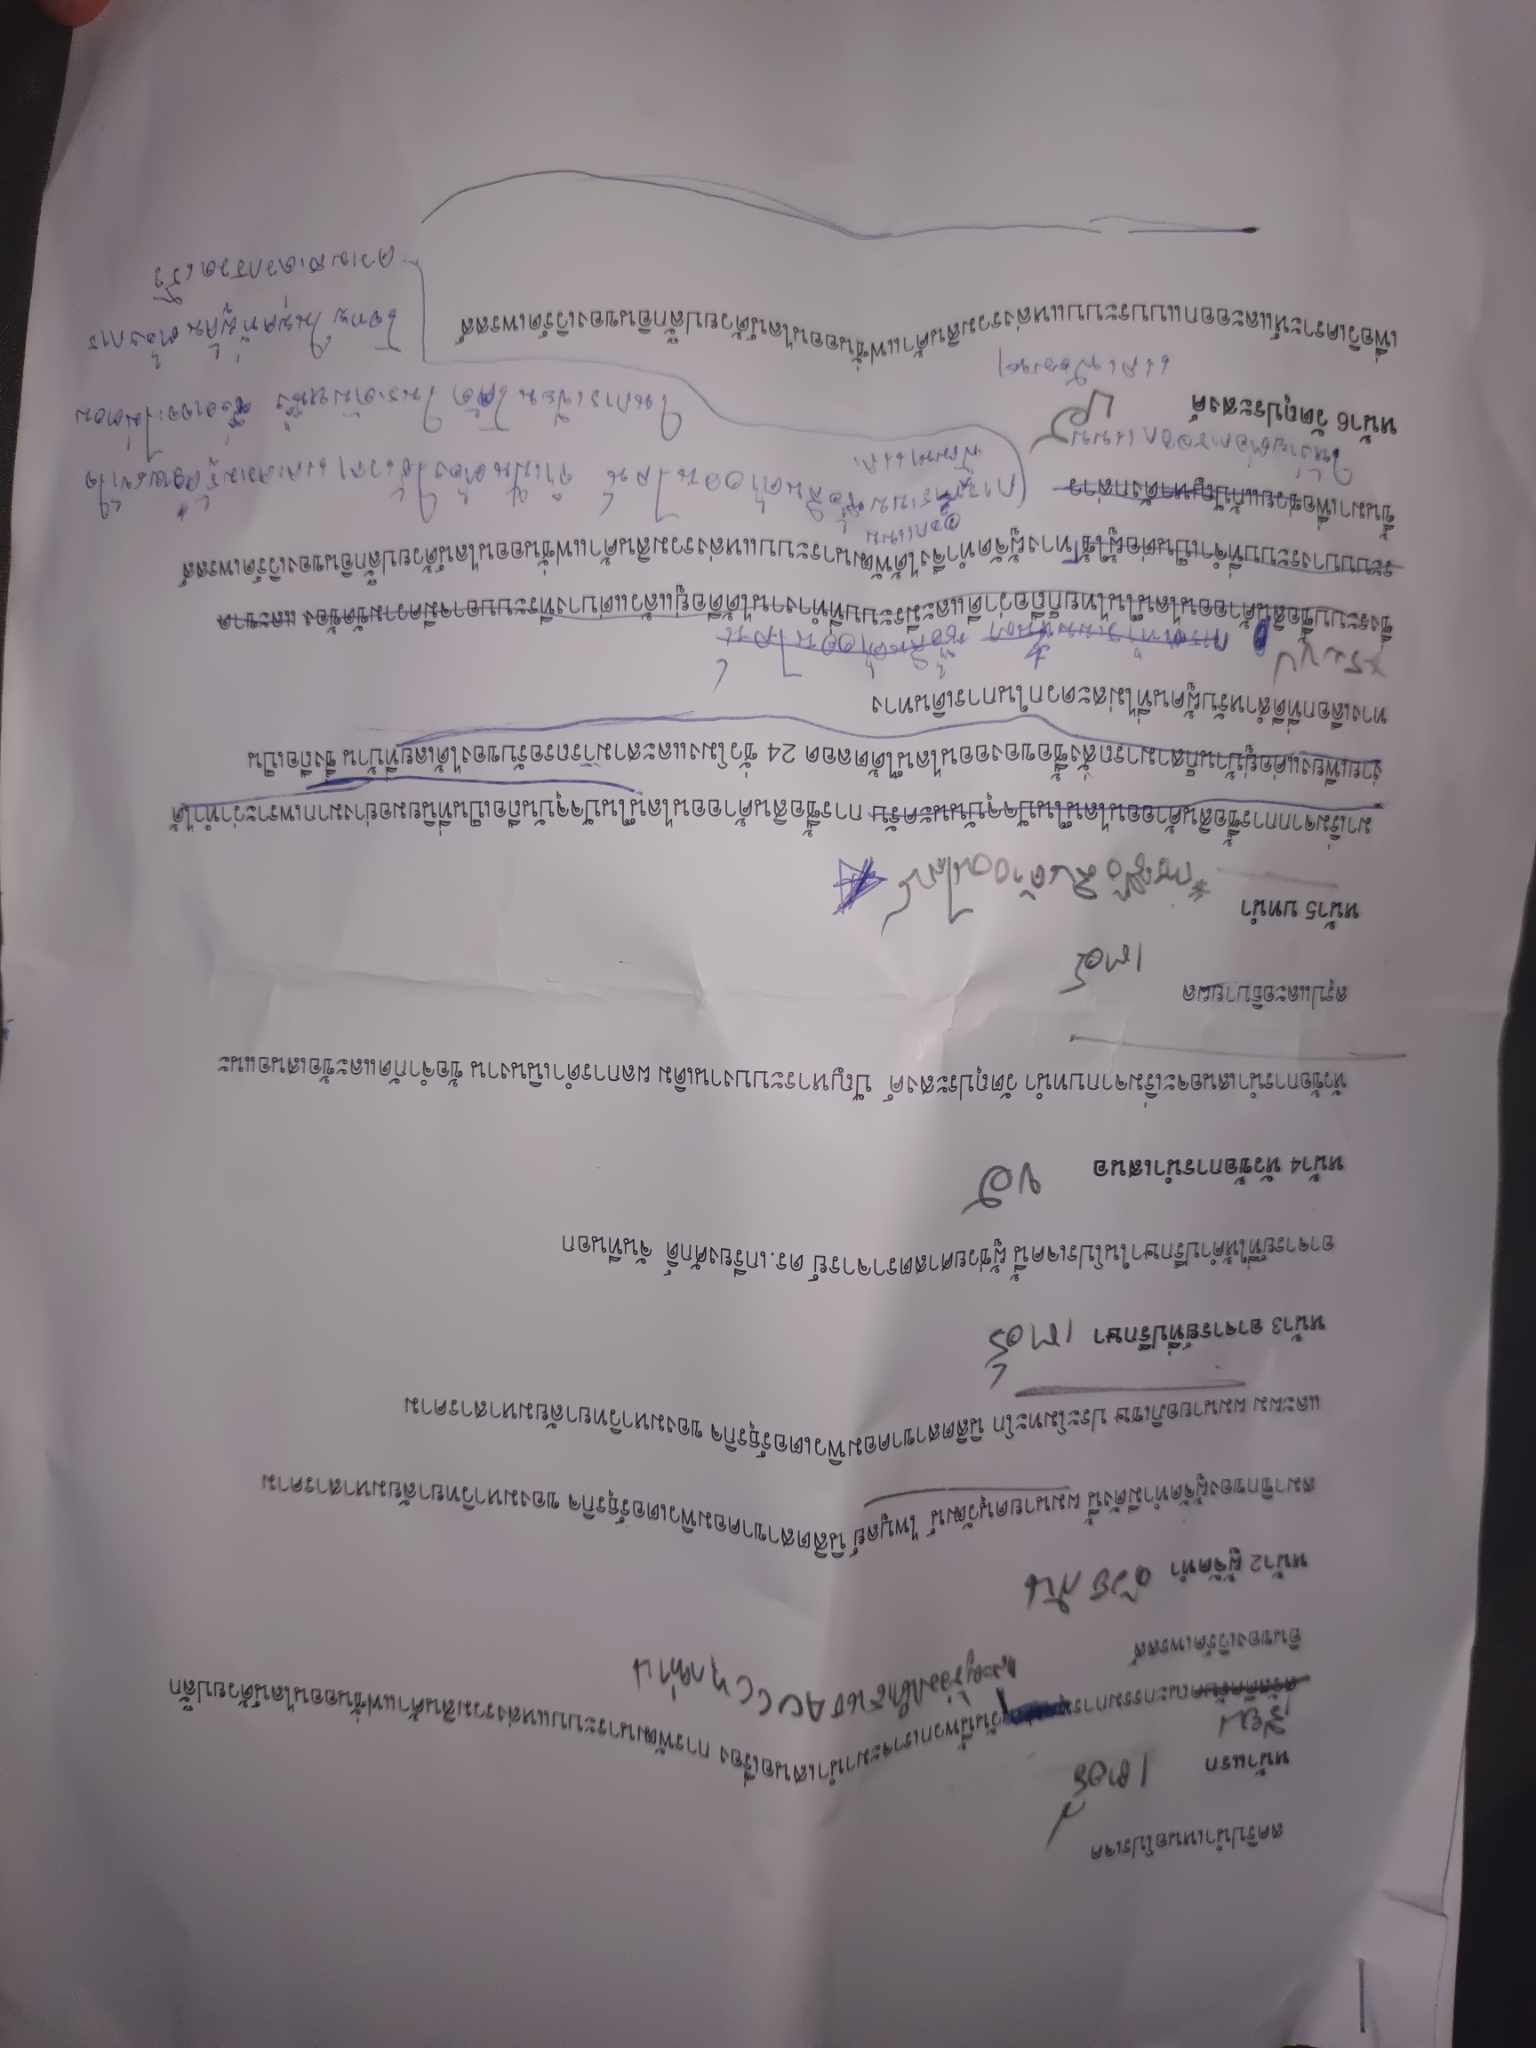 สคริปนำเหนอโปรเจค
หน้าแรก เตอร์
เรียน
สวัสดีครับคณะกรรมการ วันนี้พวกเราจะมานำเสนอเรื่อง การพัฒนาระบบแหล่งรวมสินค้าแฟชั่นออนไลน์ด้วยปลั๊ก
และผู้ร่วมนำเสนอ AUCC ทุกท่าน
อินของเวิร์ดเพรสส์
หน้า2 ผู้จัดทำ ด้วยกัน
สมาชิกของผู้จัดทำมีดังนี้ ผมนายดนุวัฒน์ ไพบูลย์ นิสิตสาขาคอมพิวเตอร์ธุรกิจ ของมหาวิทยาลัยมหาสารคาม
และผม ผมนายอภิเชษ ประโมทะโก นิสิตสาขาคอมพิวเตอร์ธุรกิจ ของมหาวิทยาลัยมหาสารคาม
หน้า3 อาจารย์ที่ปรึกษา เตอร์
อาจารย์ที่ให้คำปรึกษาในโปรเจคนี้ ผู้ช่วยศาสตราจารย์ ดร.เกรียงศักดิ์ จันทีนอก
หน้า4 หัวข้อการนำเสนอ
หัวข้อการนำเสนอจะเริ่มจากบทนำ วัตถุประสงค์ ปัญหาระบบงานเดิม ผลการดำเนินงาน ข้อจำกัดและข้อเสนอแนะ
สรุปและอธิบายผล
เตอร์
หน้า5 บทนำ
*การซื้อสินค้าออนไลน์
มาเริ่มจากการซื้อสินค้าออนไลน์ในปัจจุบันนะครับ การซื้อสินค้าออนไลน์ในปัจจุบันถือเป็นที่นิยมอย่างมากเพราะว่าทำได้
ง่ายเพียงแค่อยู่บ้านก็สามารถสั่งซื้อของออนไลน์ได้ตลอด 24 ชั่วโมงและสามารถรอรับของได้เลยที่บ้าน ซึ่งถือเป็น
ทางเลือกที่ดีสำหรับผู้คนที่ไม่สะดวกในการเดินทาง
ซื้อสินค้าออนไลน์
ซึ่งระบบซื้อสินค้าออนไลน์ในไทยก็ถือว่าดีและมีระบบที่ทำงานได้ดีอยู่แล้วแต่บางทีระบบอาจมีความขัดข้อง และขาด
ระบบบางระบบที่จำเป็นต่อผู้ใช้ ทางผู้จัดทำจึงได้พัฒนาระบบแหล่งรวมสินค้าแฟชั่นออนไลน์ด้วยปลั๊กอินของเวิร์ดเพรสส์
ออกแบบ
ขึ้นมาเพื่อช่วยแก้ปัญหาดังกล่าว การ ระบบซื้อสินค้าออนไลน์ จำเป็นต้องใช้เวลาและความรู้ความเข้าใจ
พัฒนาและ
ให้ง่ายต่อการออกแบบ
ในการเขียนโค้ดในระดับหนึ่ง ซึ่งอาจจะไม่ตอบ
หน้า6 วัตถุประสงค์
และพัฒนา
เพื่อวิเคราะห์และออกแบบระบบแหล่งรวมสินค้าแฟชั่นออนไลน์ด้วยปลั๊กอินของเวิร์ดเพรสส์
โจทย์ในยุคที่ผู้คนต้องการ
ความสะดวกรวดเร็ว